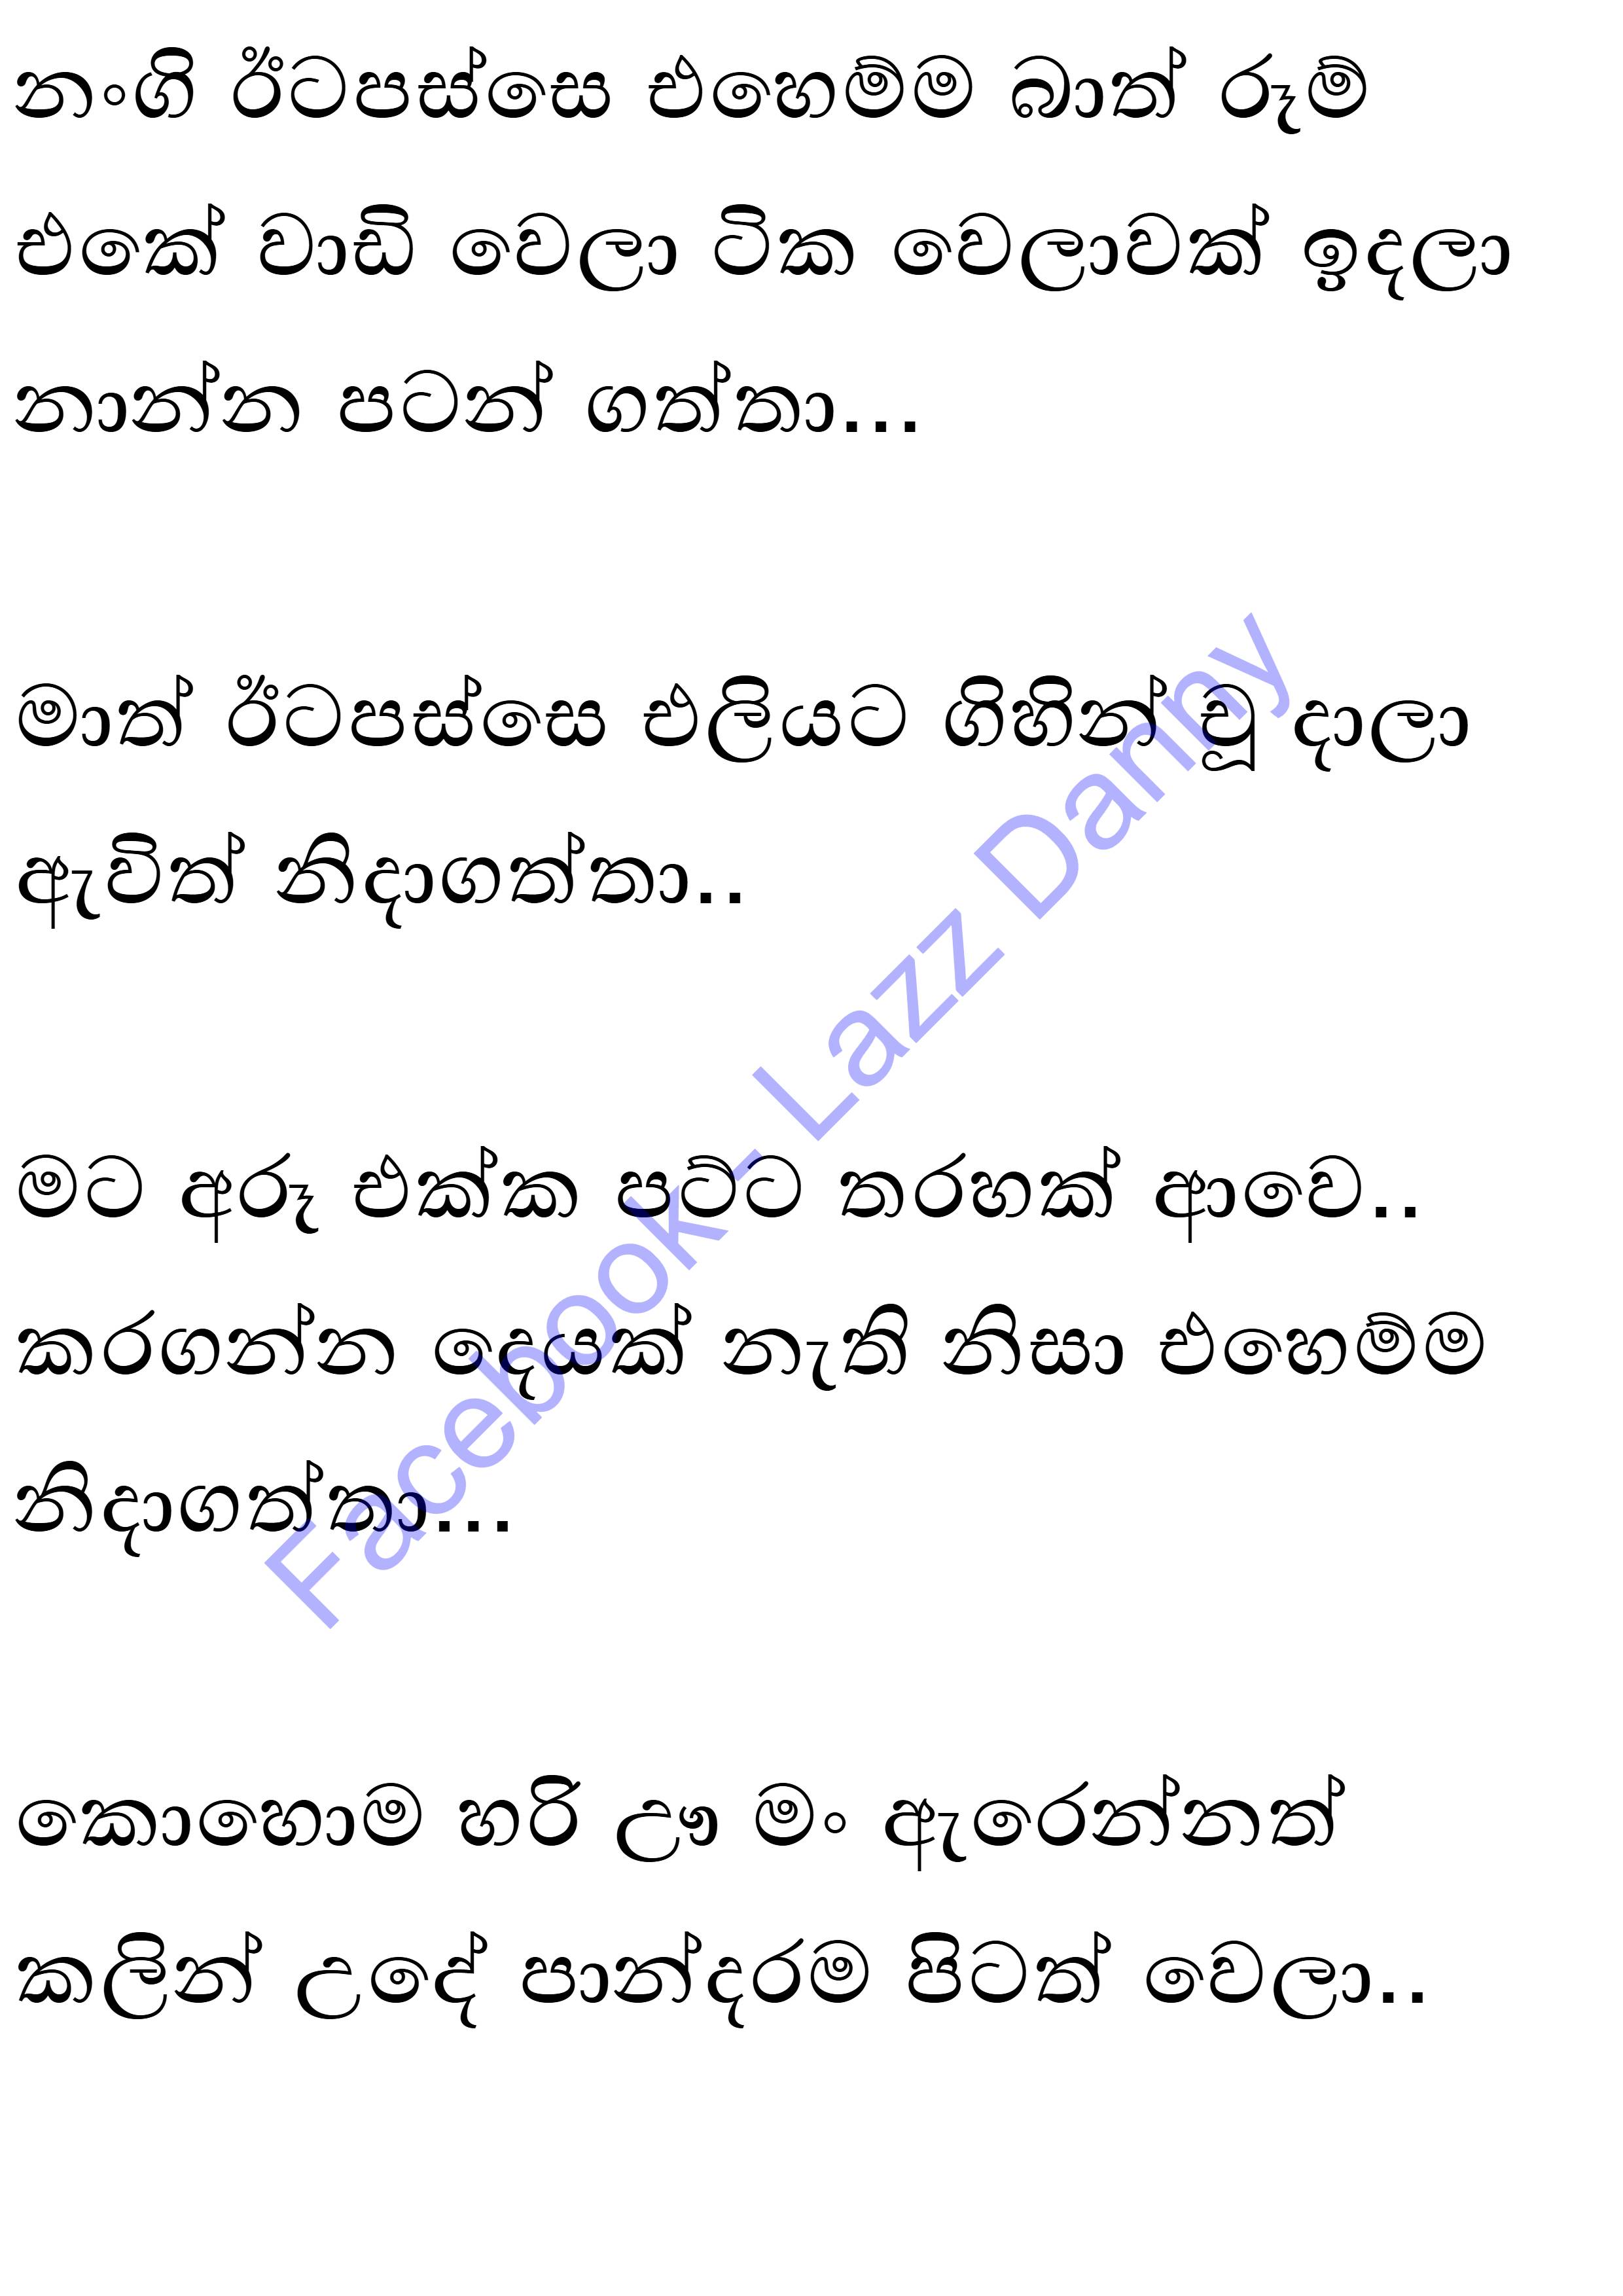 නංගි ඊටපස්සෙ එහෙම්ම බාත් රූම්
එකේ වාඩි වෙලා ටික වෙලාවක් ඉදලා
නාන්න පටන් ගත්තා...
මාත් ඊටපස්සෙ එලියට ගිහින් චූ දාලා
ඇවිත් නිදාගත්තා..
මට අරූ එක්ක පට්ට තරහක් ආවෙ..
කරගන්න දෙයක් නැති නිසා එහෙම්ම
නිදාගත්තා...
කොහොම හරි ඌ මං ඇරෙන්නත්
කලින් උදේ පාන්දරම පිටත් වෙලා..
Facebook- Lazz Danny